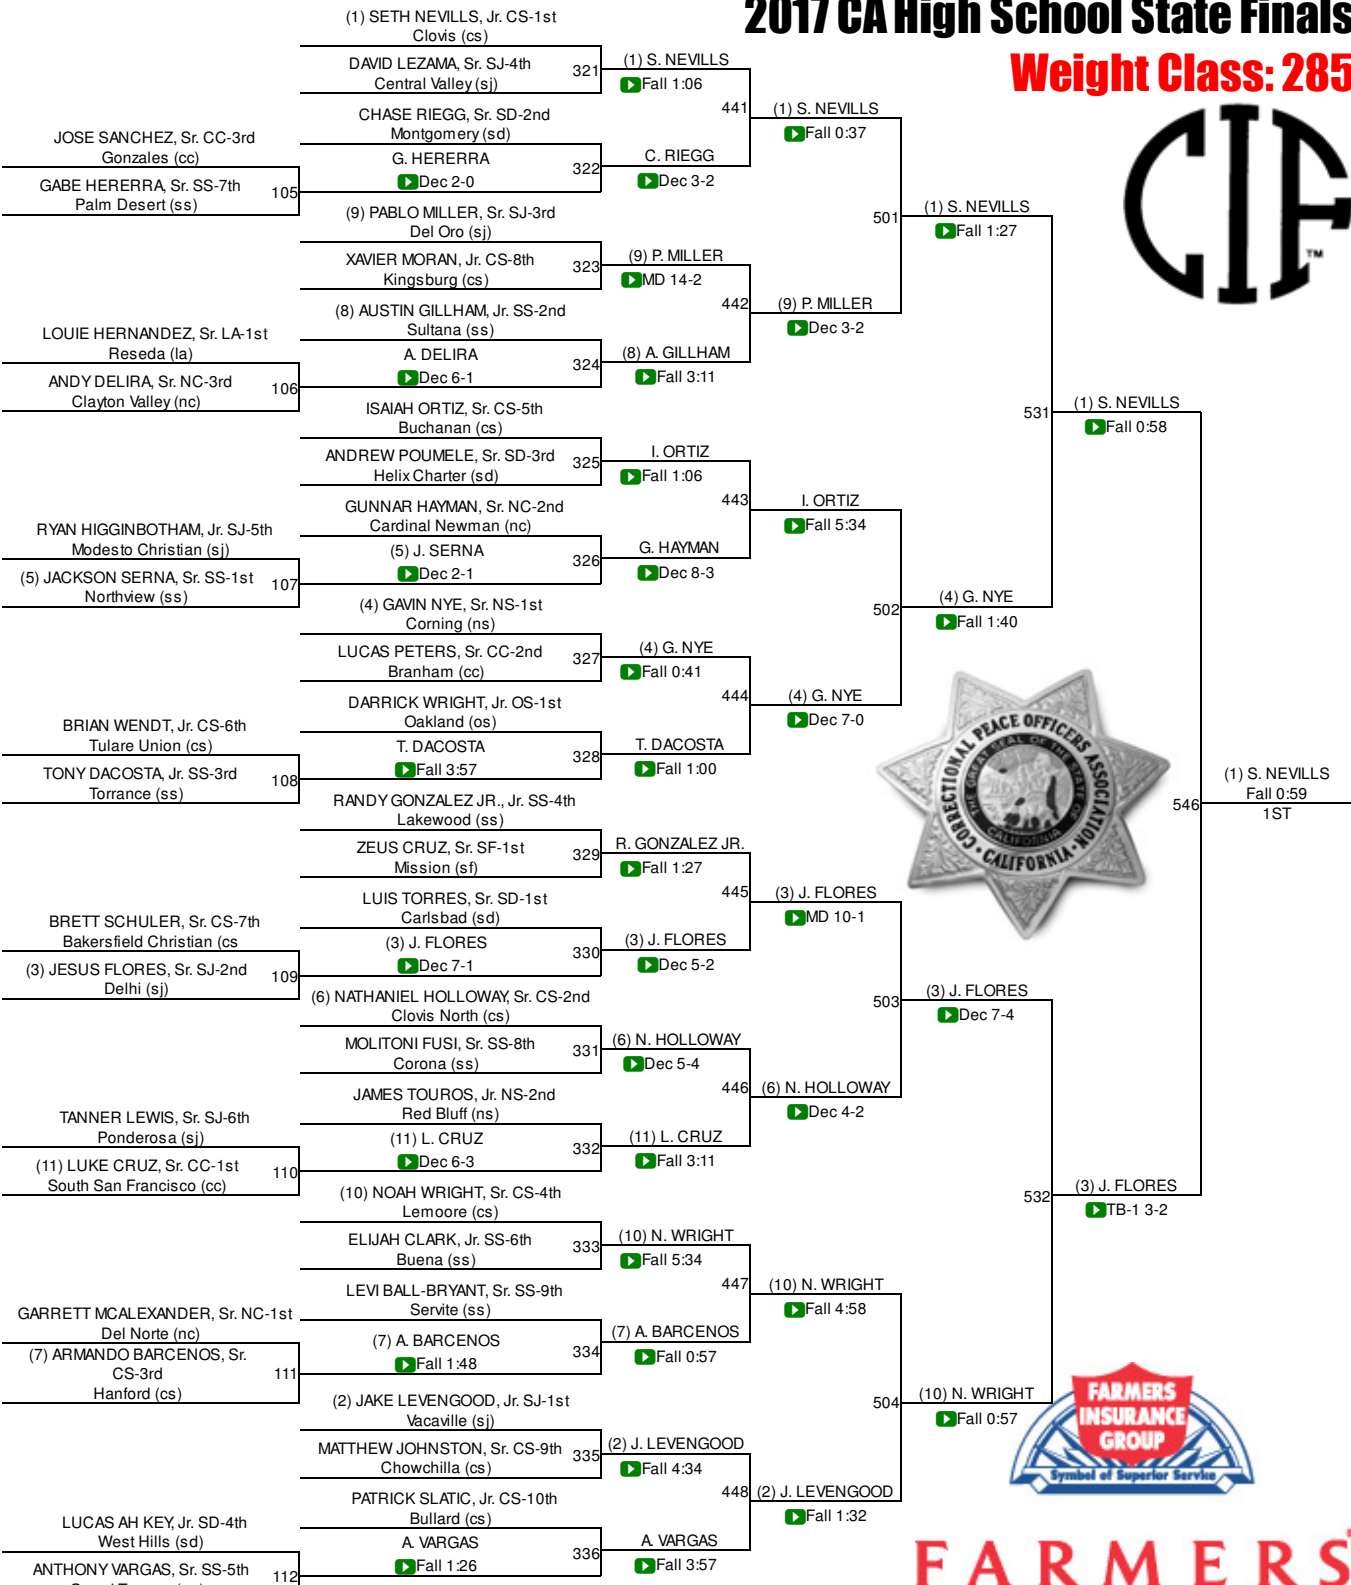 2017 CA High School State Finals
Weight Class: 285
CIF
™
(1) SETH NEVILLS, Jr. CS-1st
Clovis (cs)
DAVID LEZAMA, Sr. SJ-4th
Central Valley (sj)
321
(1) S. NEVILLS
Fall 1:06
CHASE RIEGG, Sr. SD-2nd
Montgomery (sd)
441
(1) S. NEVILLS
Fall 0:37
JOSE SANCHEZ, Sr. CC-3rd
Gonzales (cc)
GABE HERERRA, Sr. SS-7th
Palm Desert (ss)
105
G. HERERRA
Dec 2-0
322
C. RIEGG
Dec 3-2
(9) PABLO MILLER, Sr. SJ-3rd
Del Oro (sj)
501
(1) S. NEVILLS
Fall 1:27
XAVIER MORAN, Jr. CS-8th
Kingsburg (cs)
323
(9) P. MILLER
MD 14-2
(8) AUSTIN GILLHAM, Jr. SS-2nd
Sultana (ss)
442
(9) P. MILLER
Dec 3-2
LOUIE HERNANDEZ, Sr. LA-1st
Reseda (la)
ANDY DELIRA, Sr. NC-3rd
Clayton Valley (nc)
106
A. DELIRA
Dec 6-1
324
(8) A. GILLHAM
Fall 3:11
ISAIAH ORTIZ, Sr. CS-5th
Buchanan (cs)
531
(1) S. NEVILLS
Fall 0:58
ANDREW POUMELE, Sr. SD-3rd
Helix Charter (sd)
325
I. ORTIZ
Fall 1:06
GUNNAR HAYMAN, Sr. NC-2nd
Cardinal Newman (nc)
443
I. ORTIZ
Fall 5:34
RYAN HIGGINBOTHAM, Jr. SJ-5th
Modesto Christian (sj)
(5) JACKSON SERNA, Sr. SS-1st
Northview (ss)
107
(5) J. SERNA
Dec 2-1
326
G. HAYMAN
Dec 8-3
(4) GAVIN NYE, Sr. NS-1st
Corning (ns)
502
(4) G. NYE
Fall 1:40
LUCAS PETERS, Sr. CC-2nd
Branham (cc)
327
(4) G. NYE
Fall 0:41
DARRICK WRIGHT, Jr. OS-1st
Oakland (os)
444
(4) G. NYE
Dec 7-0
BRIAN WENDT, Jr. CS-6th
Tulare Union (cs)
TONY DACOSTA, Jr. SS-3rd
Torrance (ss)
108
T. DACOSTA
Fall 3:57
328
T. DACOSTA
Fall 1:00
CORRECTIONAL PEACE OFFICERS ASSOCIATION
THE GREAT SEAL OF THE STATE OF
CALIFORNIA
• CALIFORNIA •
546
(1) S. NEVILLS
Fall 0:59
1ST
RANDY GONZALEZ JR., Jr. SS-4th
Lakewood (ss)
ZEUS CRUZ, Sr. SF-1st
Mission (sf)
329
R. GONZALEZ JR.
Fall 1:27
LUIS TORRES, Sr. SD-1st
Carlsbad (sd)
445
(3) J. FLORES
MD 10-1
BRETT SCHULER, Sr. CS-7th
Bakersfield Christian (cs
(3) JESUS FLORES, Sr. SJ-2nd
Delhi (sj)
109
(3) J. FLORES
Dec 7-1
330
(3) J. FLORES
Dec 5-2
(6) NATHANIEL HOLLOWAY, Sr. CS-2nd
Clovis North (cs)
503
(3) J. FLORES
Dec 7-4
MOLITONI FUSI, Sr. SS-8th
Corona (ss)
331
(6) N. HOLLOWAY
Dec 5-4
JAMES TOUROS, Jr. NS-2nd
Red Bluff (ns)
446
(6) N. HOLLOWAY
Dec 4-2
TANNER LEWIS, Sr. SJ-6th
Ponderosa (sj)
(11) LUKE CRUZ, Sr. CC-1st
South San Francisco (cc)
110
(11) L. CRUZ
Dec 6-3
332
(11) L. CRUZ
Fall 3:11
(10) NOAH WRIGHT, Sr. CS-4th
Lemoore (cs)
532
(3) J. FLORES
TB-1 3-2
ELIJAH CLARK, Jr. SS-6th
Buena (ss)
333
(10) N. WRIGHT
Fall 5:34
LEVI BALL-BRYANT, Sr. SS-9th
Servite (ss)
447
(10) N. WRIGHT
Fall 4:58
GARRETT MCALEXANDER, Sr. NC-1st
Del Norte (nc)
(7) ARMANDO BARCENOS, Sr.
CS-3rd
Hanford (cs)
111
(7) A. BARCENOS
Fall 1:48
334
(7) A. BARCENOS
Fall 0:57
(2) JAKE LEVENGOOD, Jr. SJ-1st
Vacaville (sj)
504
(10) N. WRIGHT
Fall 0:57
MATTHEW JOHNSTON, Sr. CS-9th
Chowchilla (cs)
335
(2) J. LEVENGOOD
Fall 4:34
PATRICK SLATIC, Jr. CS-10th
Bullard (cs)
448
(2) J. LEVENGOOD
Fall 1:32
LUCAS AH KEY, Jr. SD-4th
West Hills (sd)
ANTHONY VARGAS, Sr. SS-5th
112
A. VARGAS
Fall 1:26
336
A. VARGAS
Fall 3:57
FARMERS
INSURANCE
GROUP
Symbol of Superior Service
FARMERS